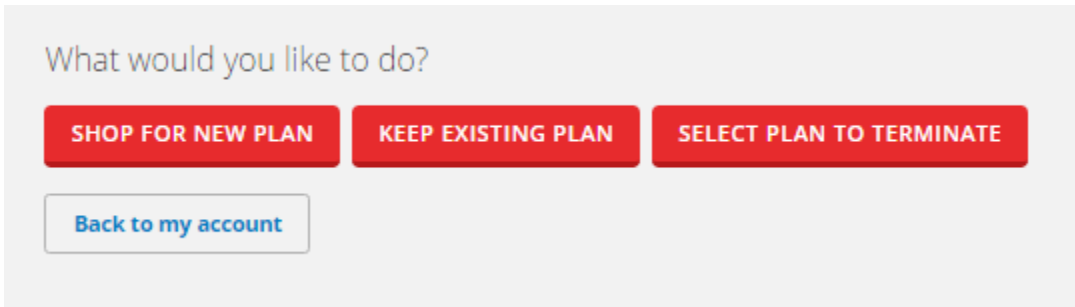 What would you like to do?
SHOP FOR NEW PLAN KEEP EXISTING PLAN SELECT PLAN TO TERMINATE
Back to my account